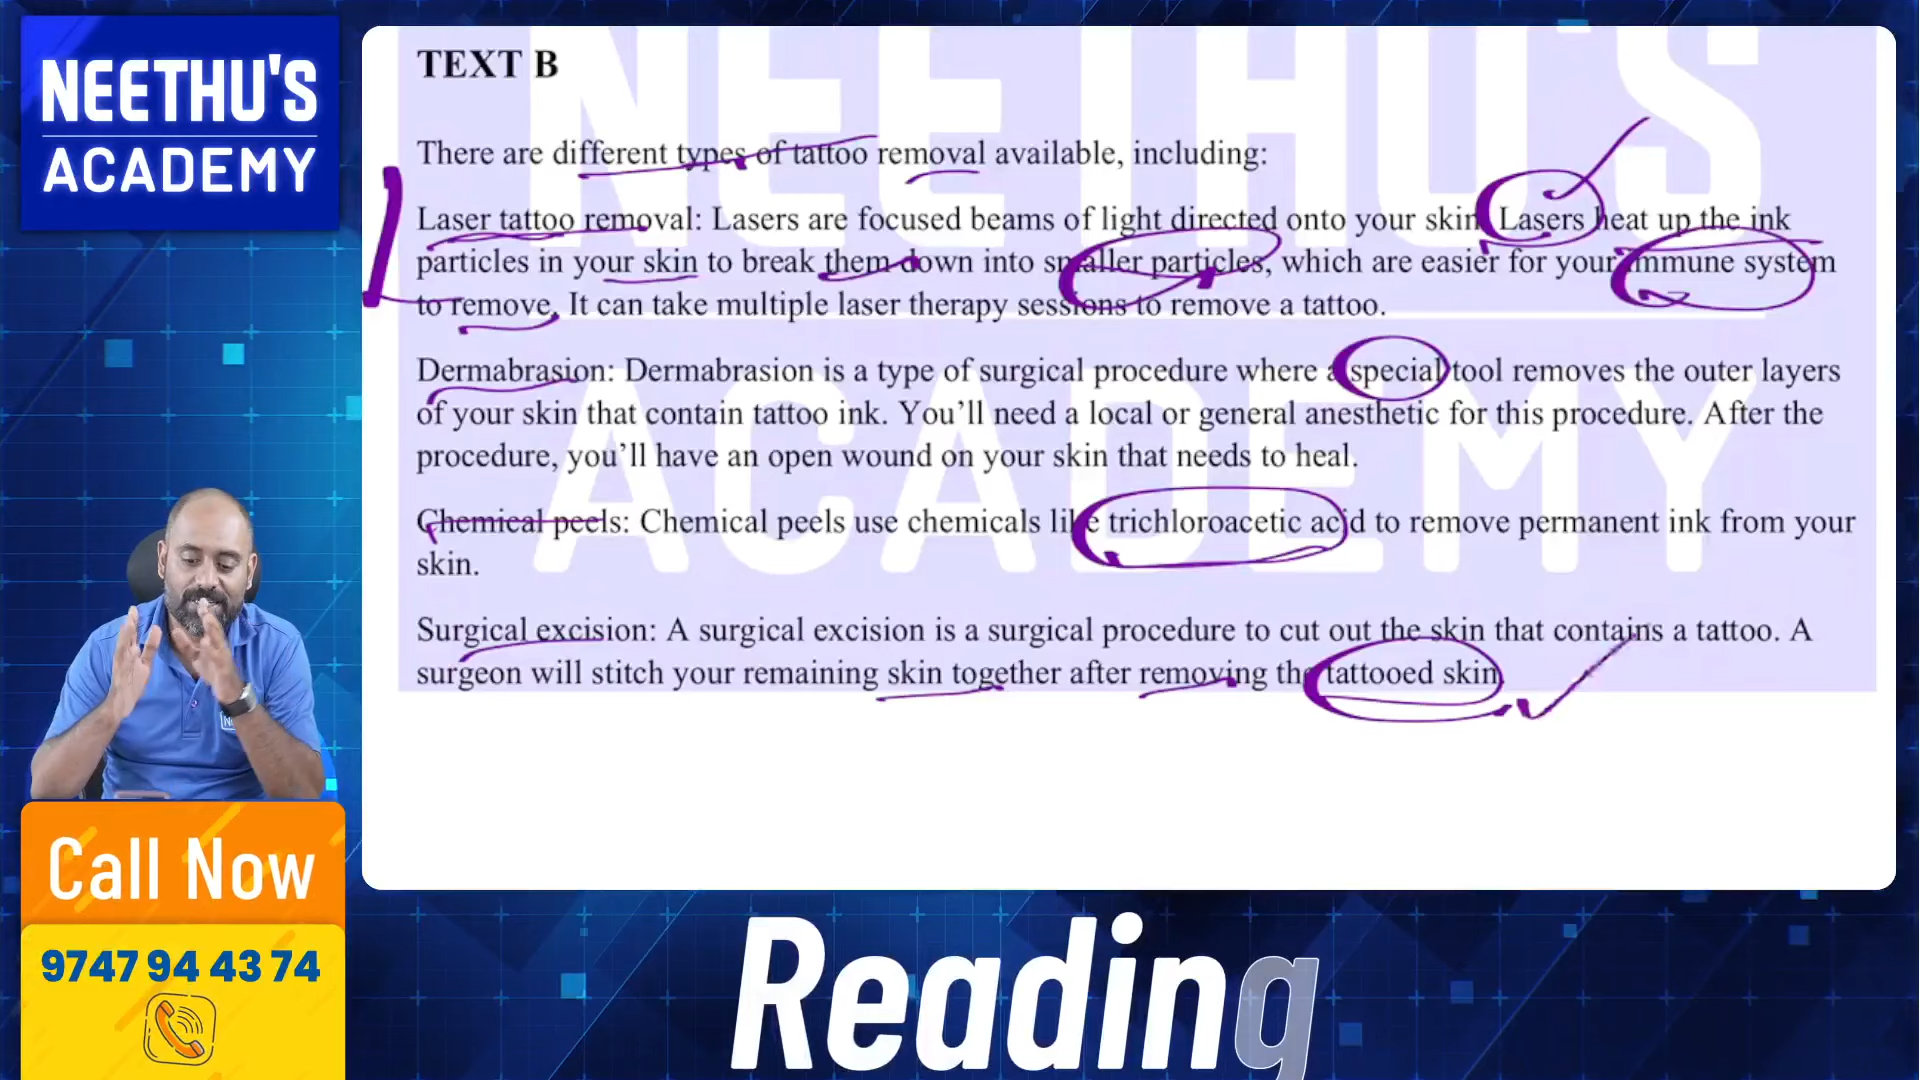 NEETHU'S
ACADEMY
TEXT B
There are different types of tattoo removal available, including:
Laser tattoo removal: Lasers are focused beams of light directed onto your skin. Lasers heat up the ink
particles in your skin to break them down into smaller particles, which are easier for your immune system
to remove. It can take multiple laser therapy sessions to remove a tattoo.
Dermabrasion: Dermabrasion is a type of surgical procedure where a special tool removes the outer layers
of your skin that contain tattoo ink. You'll need a local or general anesthetic for this procedure. After the
procedure, you'll have an open wound on your skin that needs to heal.
Chemical peels: Chemical peels use chemicals like trichloroacetic acid to remove permanent ink from your
skin.
Surgical excision: A surgical excision is a surgical procedure to cut out the skin that contains a tattoo. A
surgeon will stitch your remaining skin together after removing the tattooed skin.
NEETHU'S
ACADEMY
Call Now
9747 94 43 74
Reading